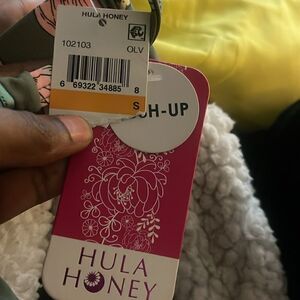 HULA HONEY
102103 OLV
6 69322 34885 8
S
SH-UP
HULA
HONEY